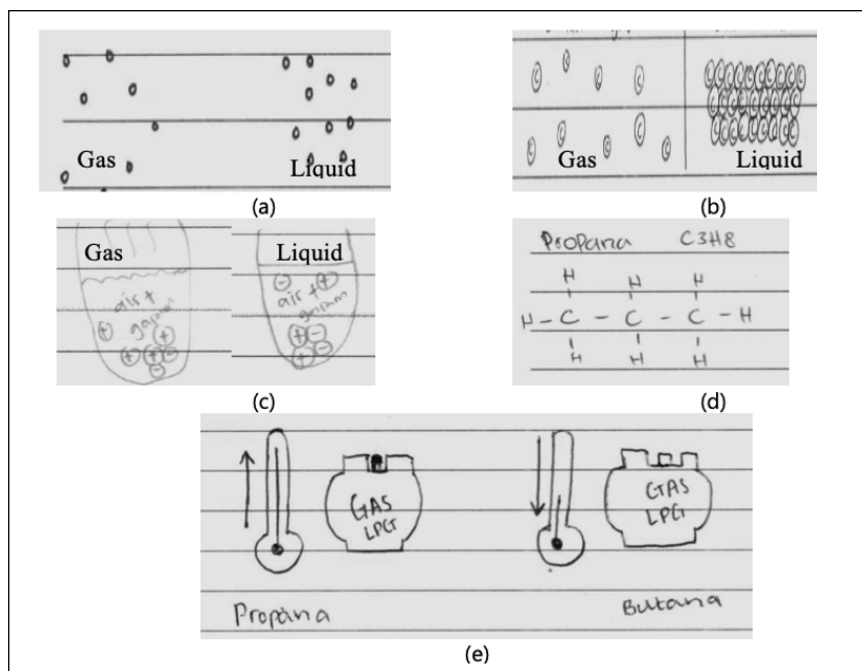 Gas
Liquid
(a)
Gas
Liquid
(b)
Gas
air +
garam
+
+
+
+
-
-
Liquid
-
+
air +
garam
+
-
-
+
-
(c)
Propana C3H8
H H H
H - C - C - C - H
H H H
(d)
GAS
LPG
Propana
GAS
LPG
Butana
(e)